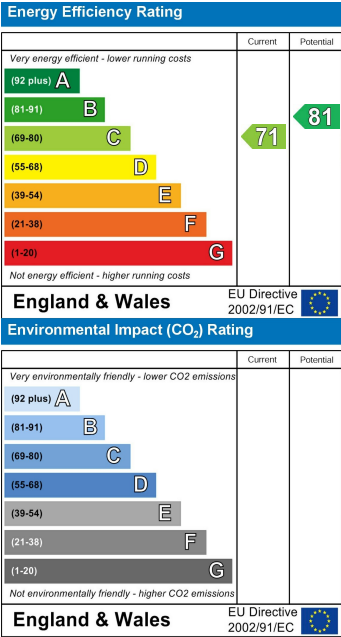 Energy Efficiency Rating
Current Potential
Very energy efficient - lower running costs
(92 plus) A
(81-91) B
(69-80) C
(55-68) D
(39-54) E
(21-38) F
(1-20) G
71
81
Not energy efficient - higher running costs
England & Wales
EU Directive
2002/91/EC
Environmental Impact (CO₂) Rating
Current Potential
Very environmentally friendly - lower CO2 emissions
(92 plus) A
(81-91) B
(69-80) C
(55-68) D
(39-54) E
(21-38) F
(1-20) G
Not environmentally friendly - higher CO2 emissions
England & Wales
EU Directive
2002/91/EC